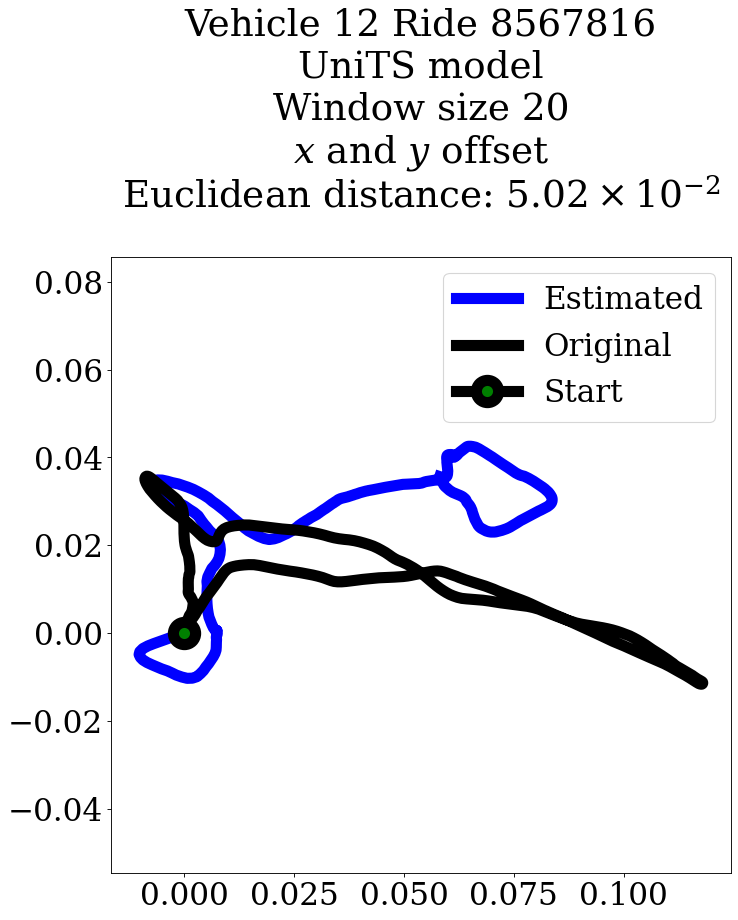 Vehicle 12 Ride 8567816
UniTS model
Window size 20
x and y offset
Euclidean distance: 5.02 × 10⁻²
Estimated
Original
Start
0.08
0.06
0.04
0.02
0.00
−0.02
−0.04
0.000 0.025 0.050 0.075 0.100